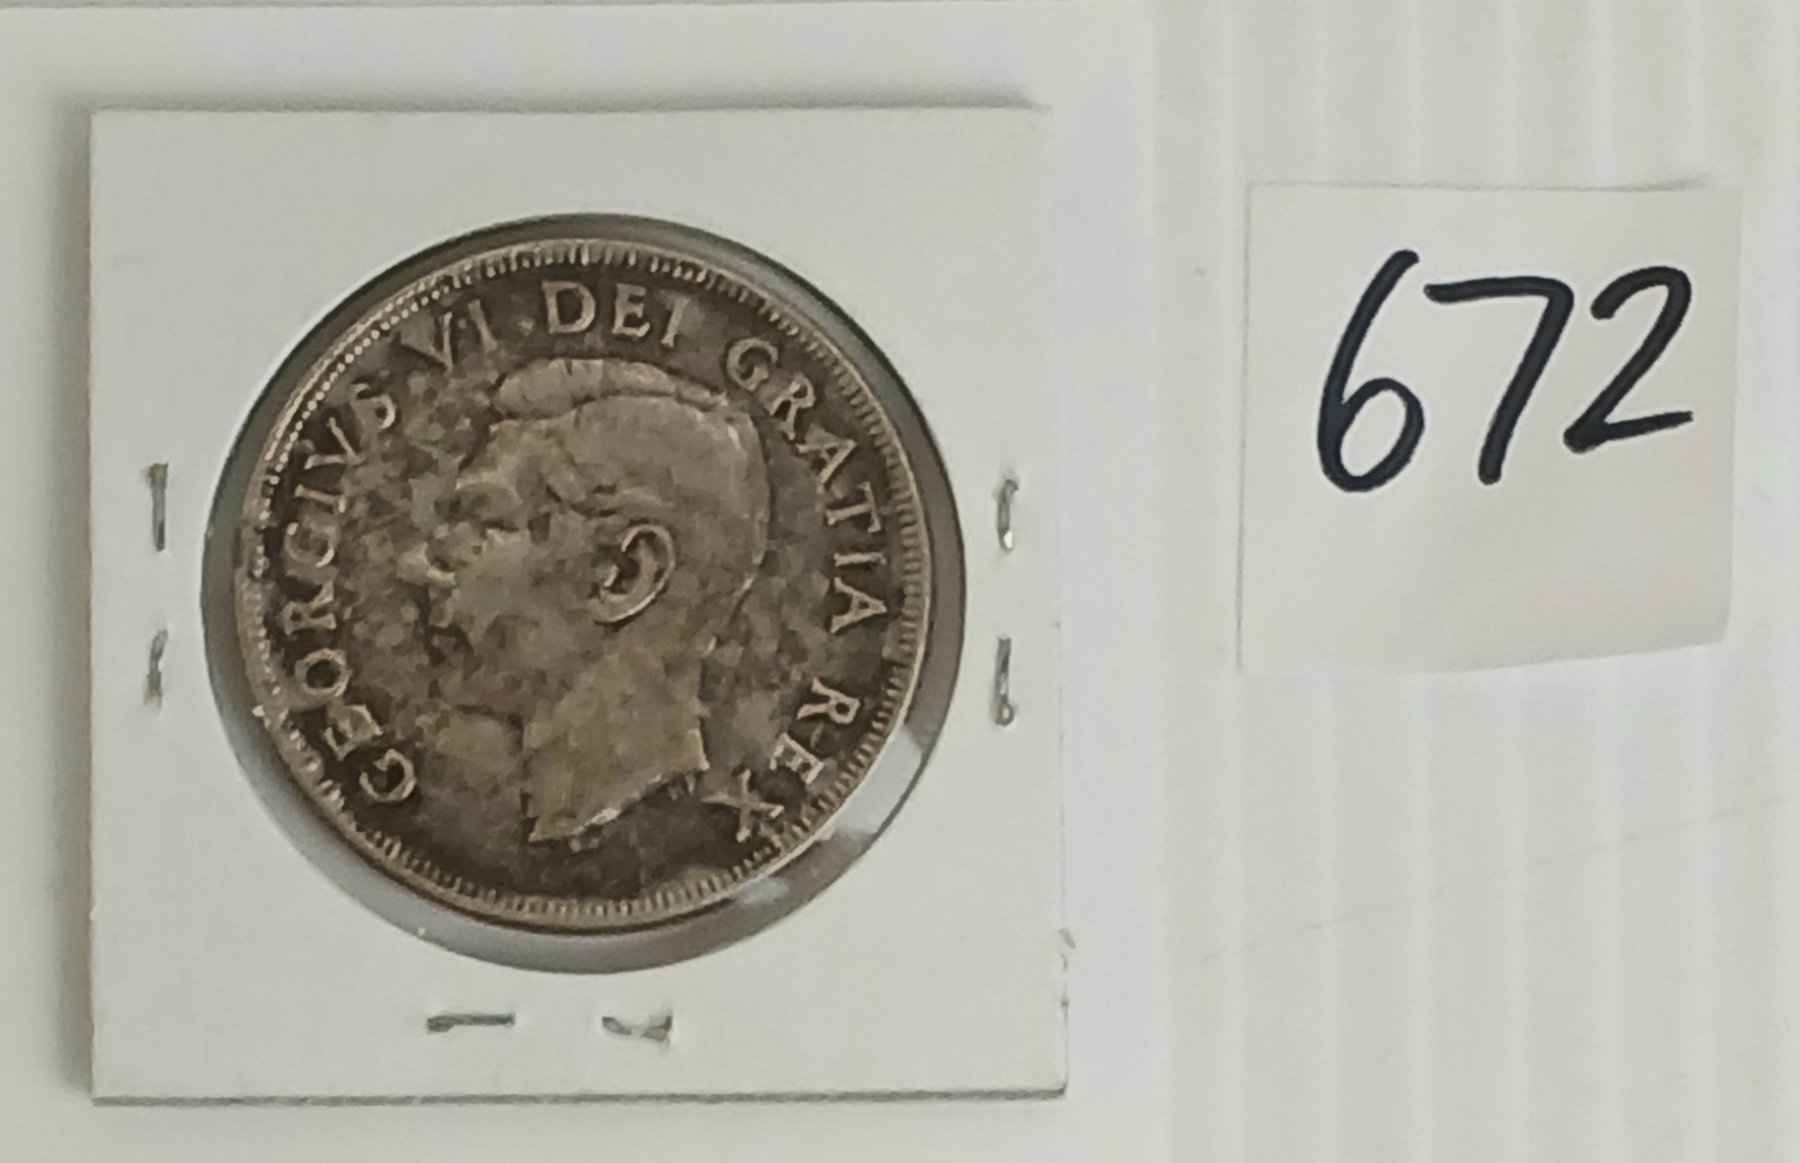 GEORGIVS VI DEI GRATIA REX
672